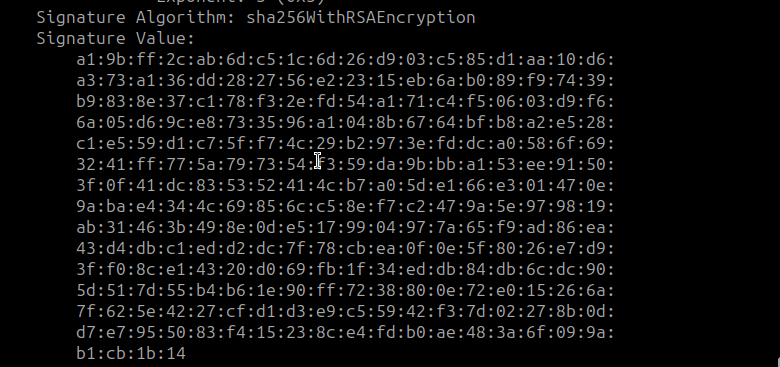 Signature Algorithm: sha256WithRSAEncryption
Signature Value:
a1:9b:ff:2c:ab:6d:c5:1c:6d:26:d9:03:c5:85:d1:aa:10:d6:
a3:73:a1:36:dd:28:27:56:e2:23:15:eb:6a:b0:89:f9:74:39:
b9:83:8e:37:c1:78:f3:2e:fd:54:a1:71:c4:f5:06:03:d9:f6:
6a:05:d6:9c:e8:73:35:96:a1:04:8b:67:64:bf:b8:a2:e5:28:
c1:e5:59:d1:c7:5f:f7:4c:29:b2:97:3e:fd:dc:a0:58:6f:69:
32:41:ff:77:5a:79:73:54:f3:59:da:9b:bb:a1:53:ee:91:50:
3f:0f:41:dc:83:53:52:41:4c:b7:a0:5d:e1:66:e3:01:47:0e:
9a:ba:e4:34:4c:69:85:6c:c5:8e:f7:c2:47:9a:5e:97:98:19:
ab:31:46:3b:49:8e:0d:e5:17:99:04:97:7a:65:f9:ad:86:ea:
43:d4:db:c1:ed:d2:dc:7f:78:cb:ea:0f:0e:5f:80:26:e7:d9:
3f:f0:8c:e1:43:20:d0:69:fb:1f:34:ed:db:84:db:6c:dc:90:
5d:51:7d:55:b4:b6:1e:90:ff:72:38:80:0e:72:e0:15:26:6a:
7f:62:5e:42:27:cf:d1:d3:e9:c5:59:42:f3:7d:02:27:8b:0d:
d7:e7:95:50:83:f4:15:23:8c:e4:fd:b0:ae:48:3a:6f:09:9a:
b1:cb:1b:14